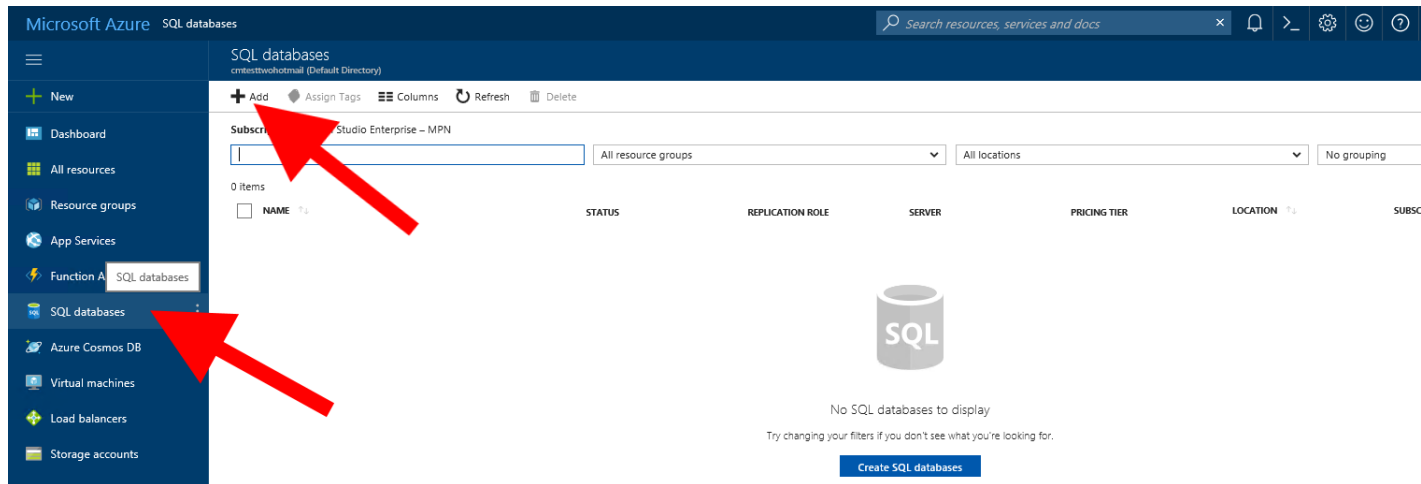 Microsoft Azure SQL databases
Search resources, services and docs
SQL databases
cmtesttwohotmail (Default Directory)
New
Add Assign Tags Columns Refresh Delete
Dashboard
Studio Enterprise – MPN
All resource groups All locations No grouping
All resources
0 items
Resource groups
NAME STATUS REPLICATION ROLE SERVER PRICING TIER LOCATION
App Services
Function A
SQL databases
SQL databases
SQL
Azure Cosmos DB
Virtual machines
Load balancers
No SQL databases to display
Try changing your filters if you don't see what you're looking for.
Storage accounts
Create SQL databases